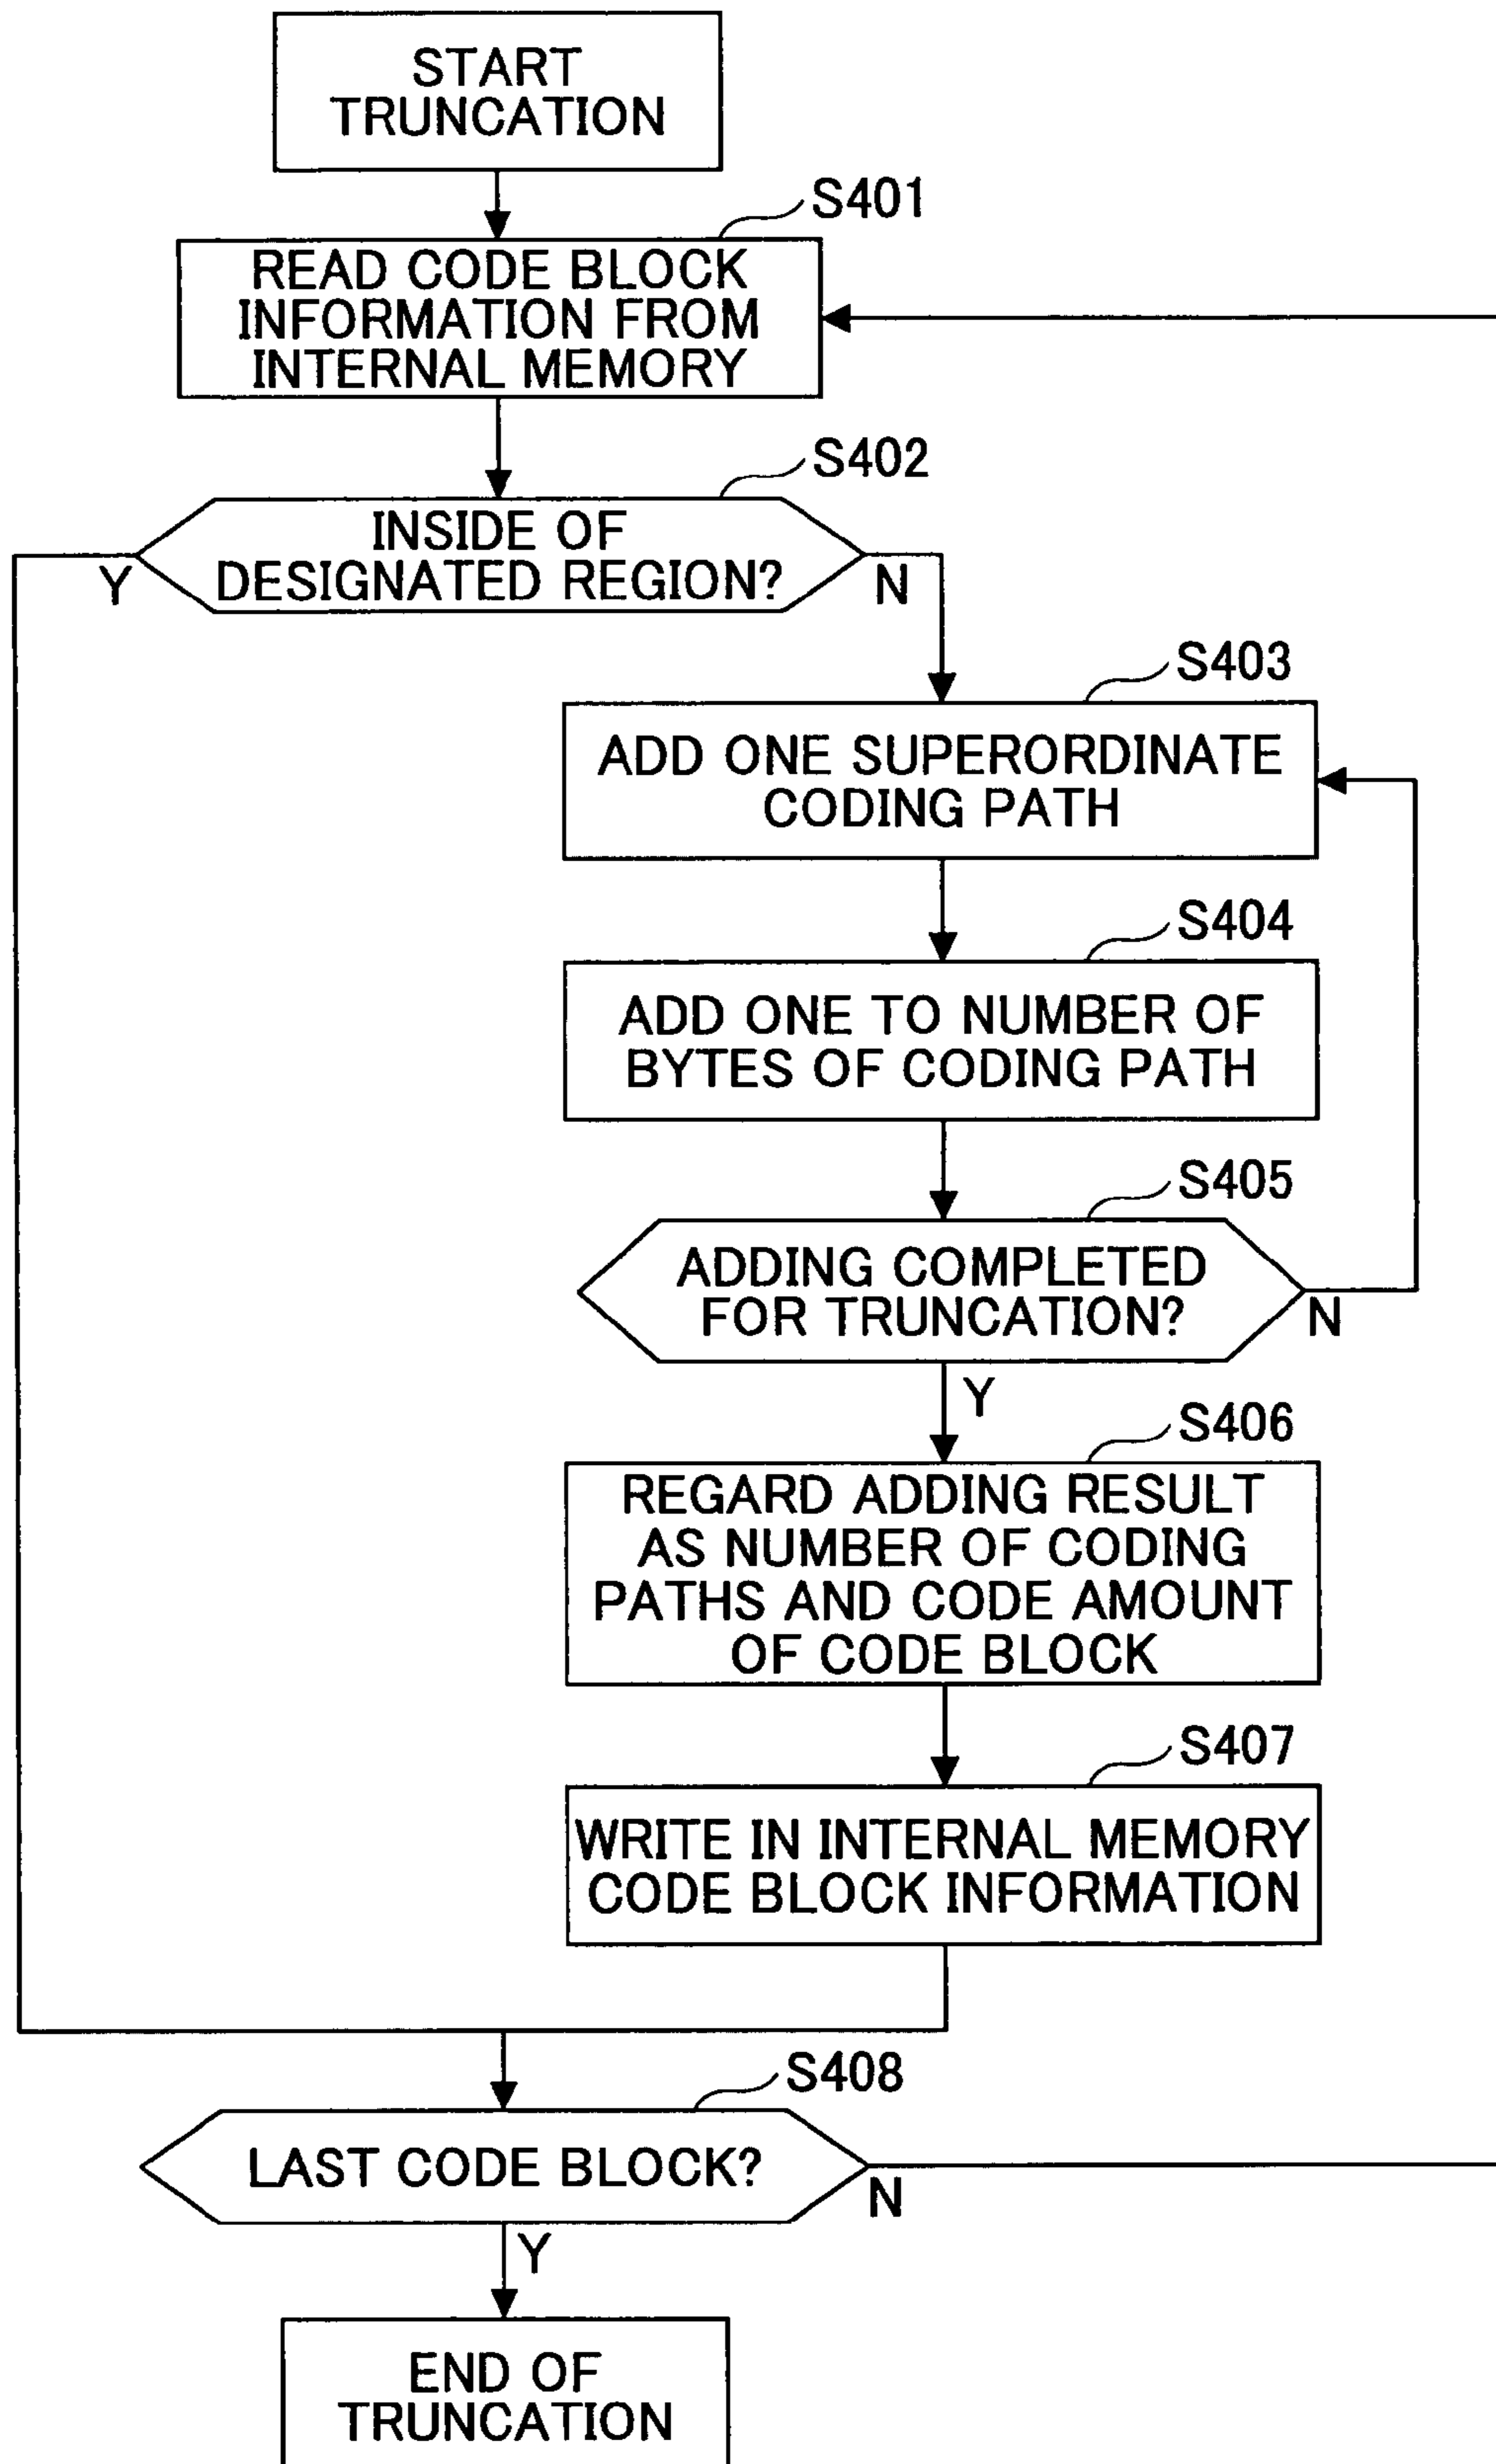 START
TRUNCATION
S401
READ CODE BLOCK
INFORMATION FROM
INTERNAL MEMORY
S402
INSIDE OF
DESIGNATED REGION?
Y
N
S403
ADD ONE SUPERORDINATE
CODING PATH
S404
ADD ONE TO NUMBER OF
BYTES OF CODING PATH
S405
ADDING COMPLETED
FOR TRUNCATION?
N
Y
S406
REGARD ADDING RESULT
AS NUMBER OF CODING
PATHS AND CODE AMOUNT
OF CODE BLOCK
S407
WRITE IN INTERNAL MEMORY
CODE BLOCK INFORMATION
S408
LAST CODE BLOCK?
N
Y
END OF
TRUNCATION